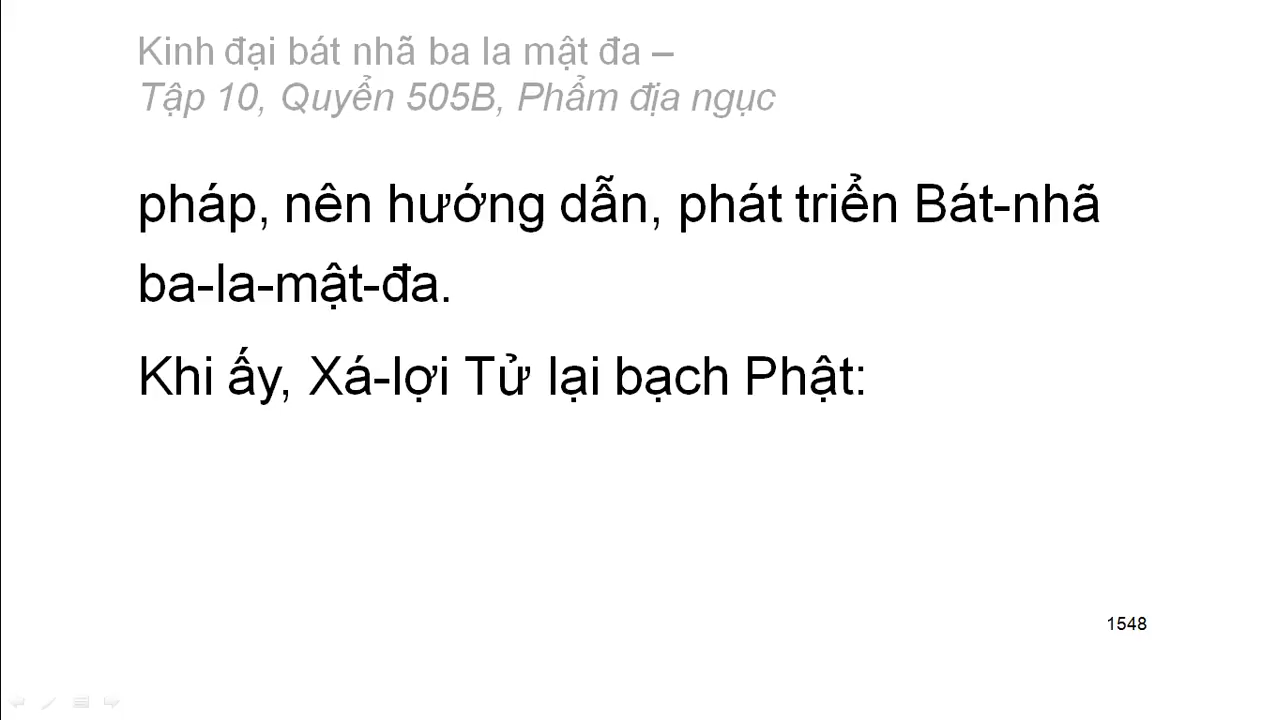 Kinh đại bát nhã ba la mật đa –
Tập 10, Quyển 505B, Phẩm địa ngục
pháp, nên hướng dẫn, phát triển Bát-nhã
ba-la-mật-đa.
Khi ấy, Xá-lợi Tử lại bạch Phật:
1548